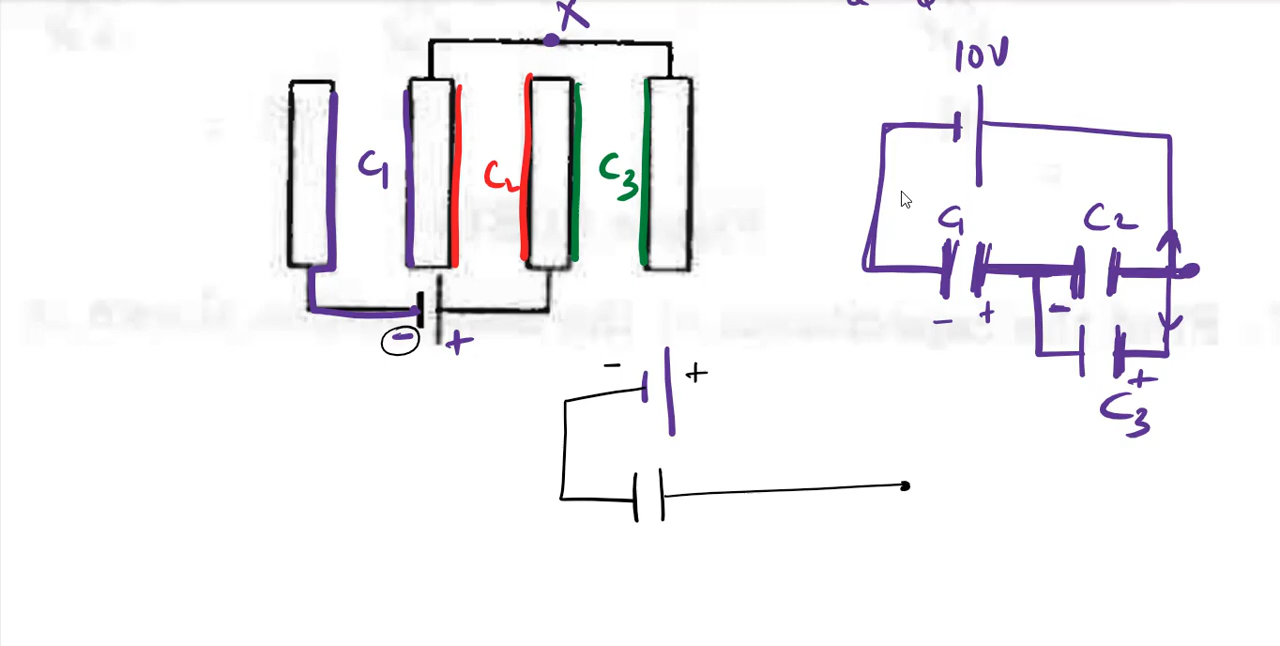 X
10V
C1
C2
C3
- +
C1
C2
- + -
+
C3
- +